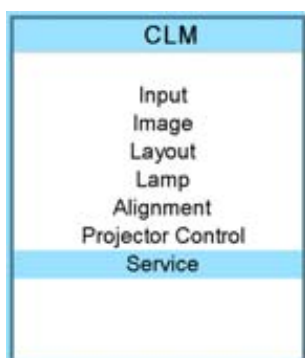 CLM
Input
Image
Layout
Lamp
Alignment
Projector Control
Service